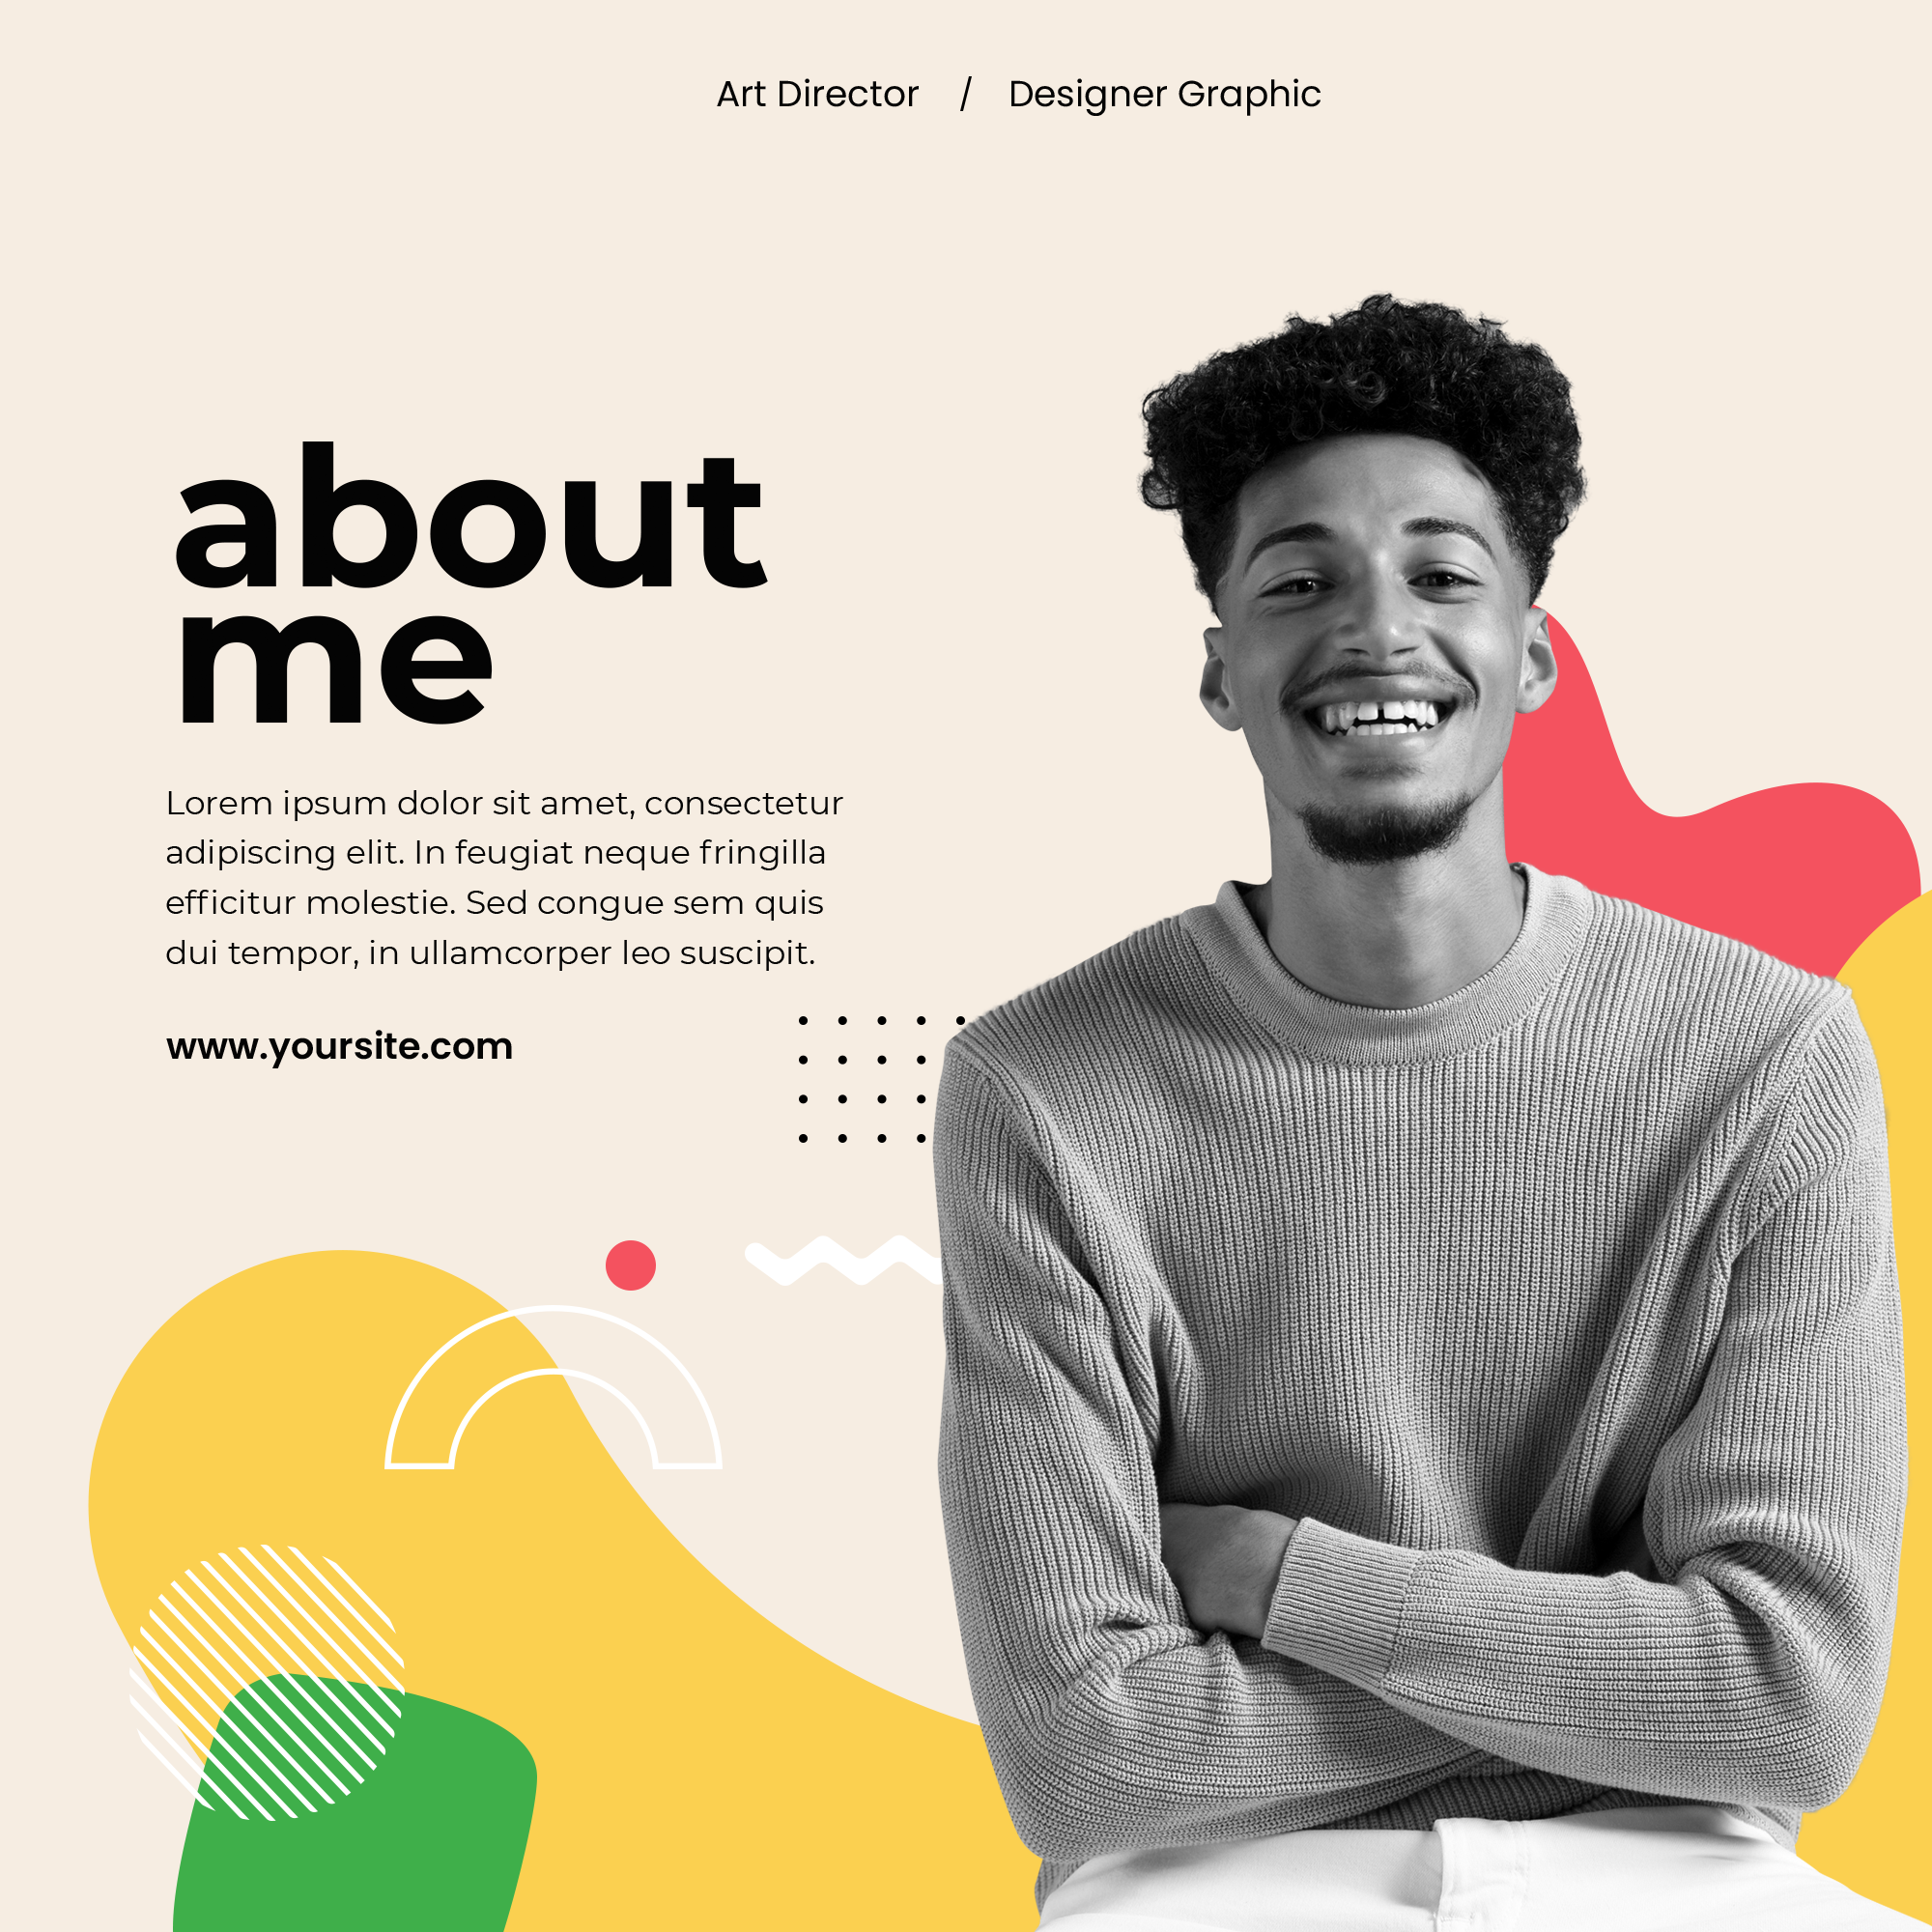 Art Director / Designer Graphic
about
me
Lorem ipsum dolor sit amet, consectetur
adipiscing elit. In feugiat neque fringilla
efficitur molestie. Sed congue sem quis
dui tempor, in ullamcorper leo suscipit.
www.yoursite.com